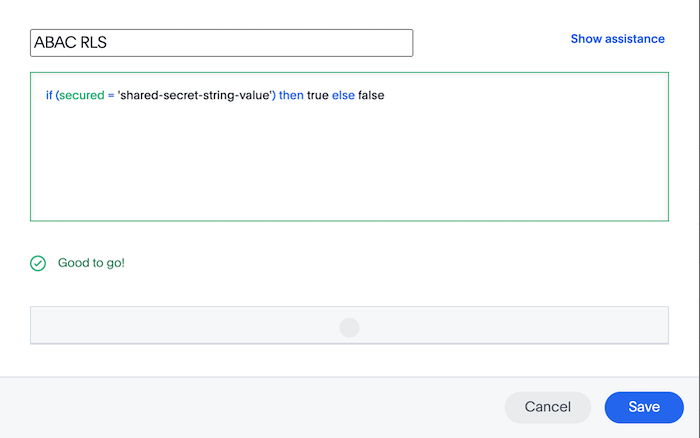 ABAC RLS
Show assistance
if (secured = 'shared-secret-string-value') then true else false
Good to go!
Cancel
Save